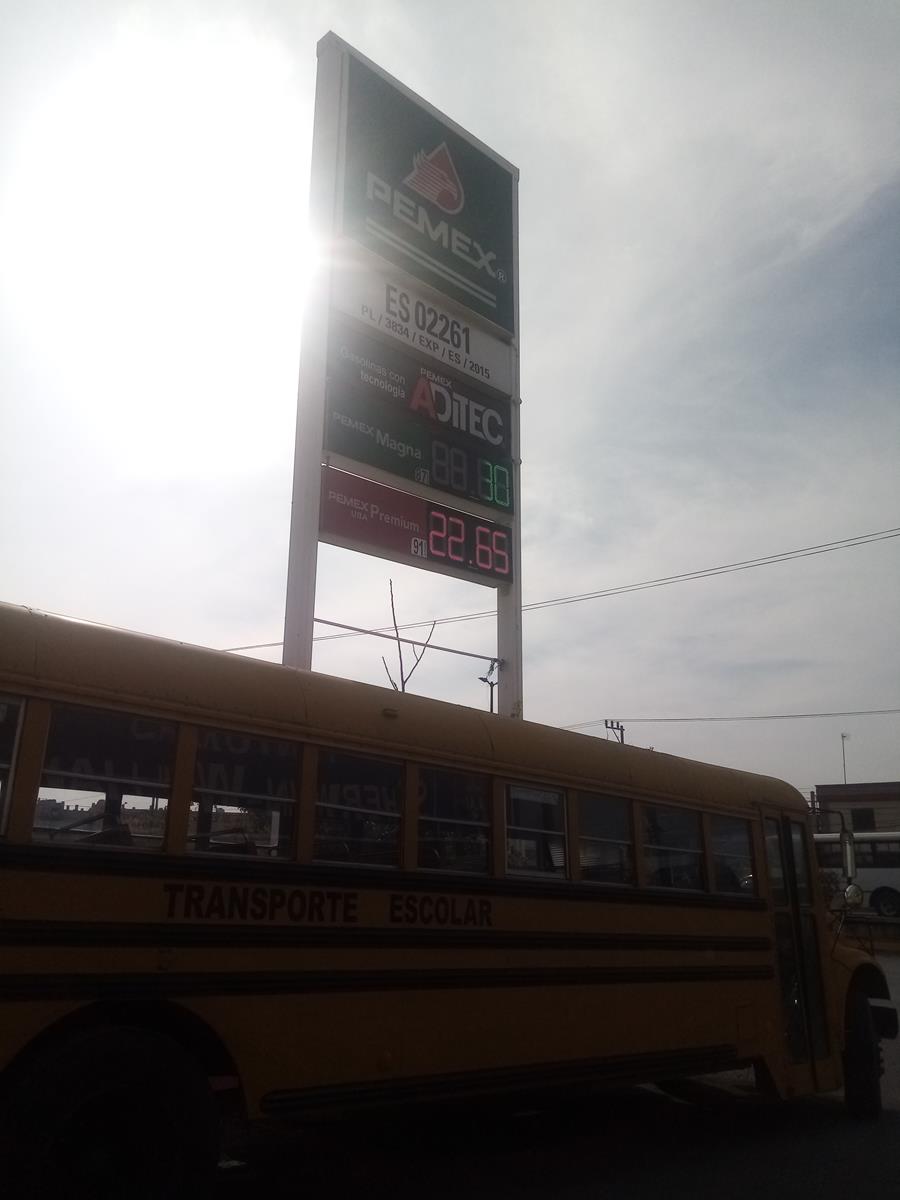 PEMEX®
ES 02261
PL / 3834 / EXP / ES / 2015
Gasolinas con
tecnología
PEMEX
ADiTEC
PEMEX Magna
87
.30
PEMEX
UBA
Premium
91
22.65
TRANSPORTE ESCOLAR